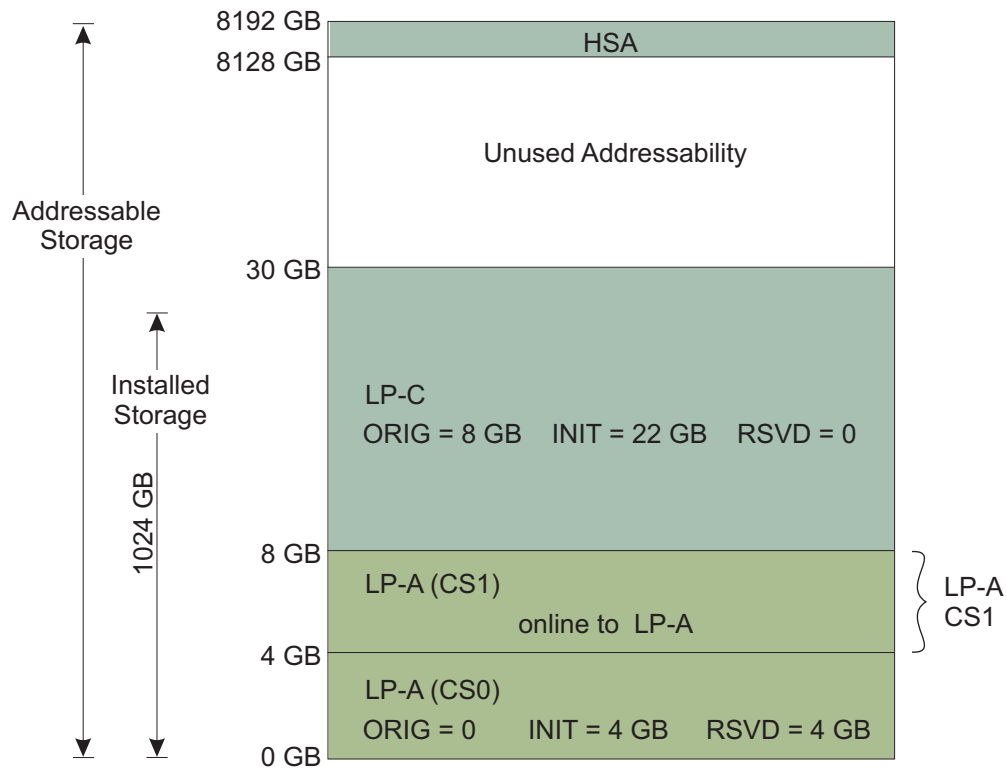 8192 GB
HSA
8128 GB
Unused Addressability
Addressable
Storage
30 GB
Installed
Storage
1024 GB
LP-C
ORIG = 8 GB INIT = 22 GB RSVD = 0
8 GB
LP-A (CS1)
online to LP-A
LP-A
CS1
4 GB
LP-A (CS0)
ORIG = 0 INIT = 4 GB RSVD = 4 GB
0 GB